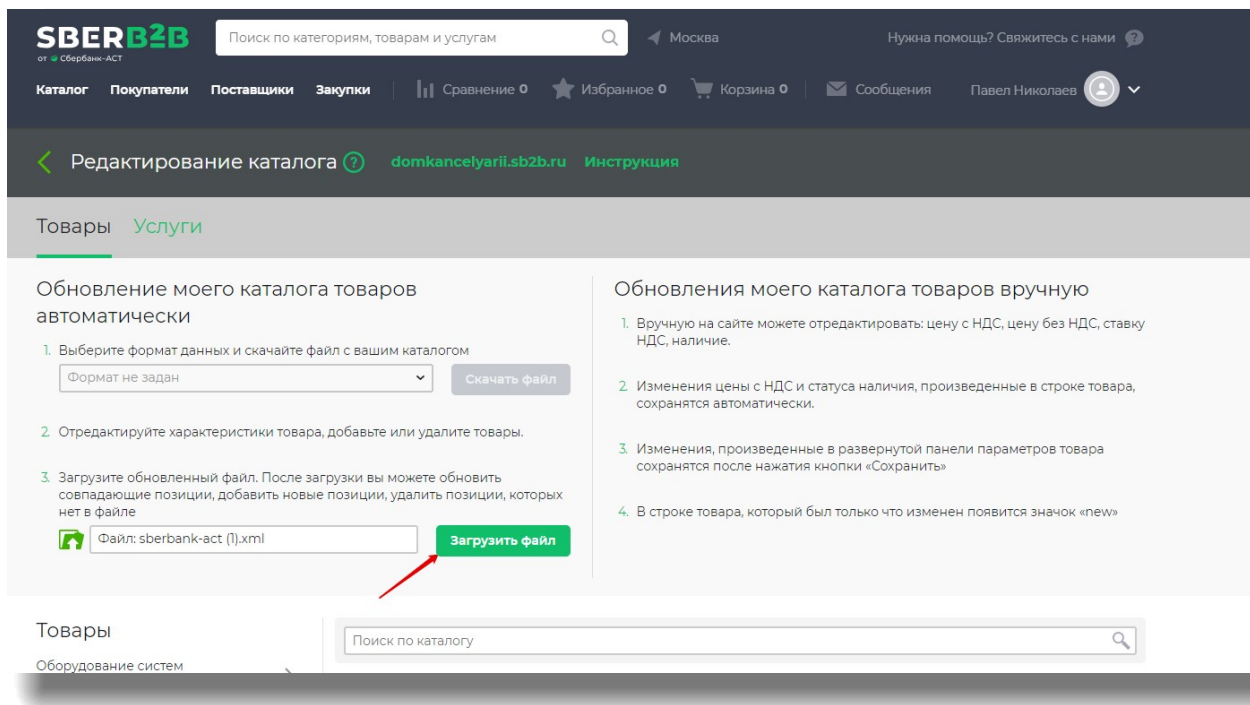 SBERB2B
от Сбербанк-АСТ
Поиск по категориям, товарам и услугам
Москва
Нужна помощь? Свяжитесь с нами ?
Каталог Покупатели Поставщики Закупки Сравнение 0 Избранное 0 Корзина 0 Сообщения Павел Николаев
Редактирование каталога ? domkancelyarii.sb2b.ru Инструкция
Товары Услуги
Обновление моего каталога товаров
автоматически
1. Выберите формат данных и скачайте файл с вашим каталогом
Формат не задан
Скачать файл
2. Отредактируйте характеристики товара, добавьте или удалите товары.
3. Загрузите обновленный файл. После загрузки вы можете обновить
совпадающие позиции, добавить новые позиции, удалить позиции, которых
нет в файле
Файл: sberbank-act (1).xml
Загрузить файл
Обновления моего каталога товаров вручную
1. Вручную на сайте можете отредактировать: цену с НДС, цену без НДС, ставку
НДС, наличие.
2. Изменения цены с НДС и статуса наличия, произведенные в строке товара,
сохранятся автоматически.
3. Изменения, произведенные в развернутой панели параметров товара
сохранятся после нажатия кнопки «Сохранить»
4. В строке товара, который был только что изменен появится значок «new»
Товары
Оборудование систем
Поиск по каталогу